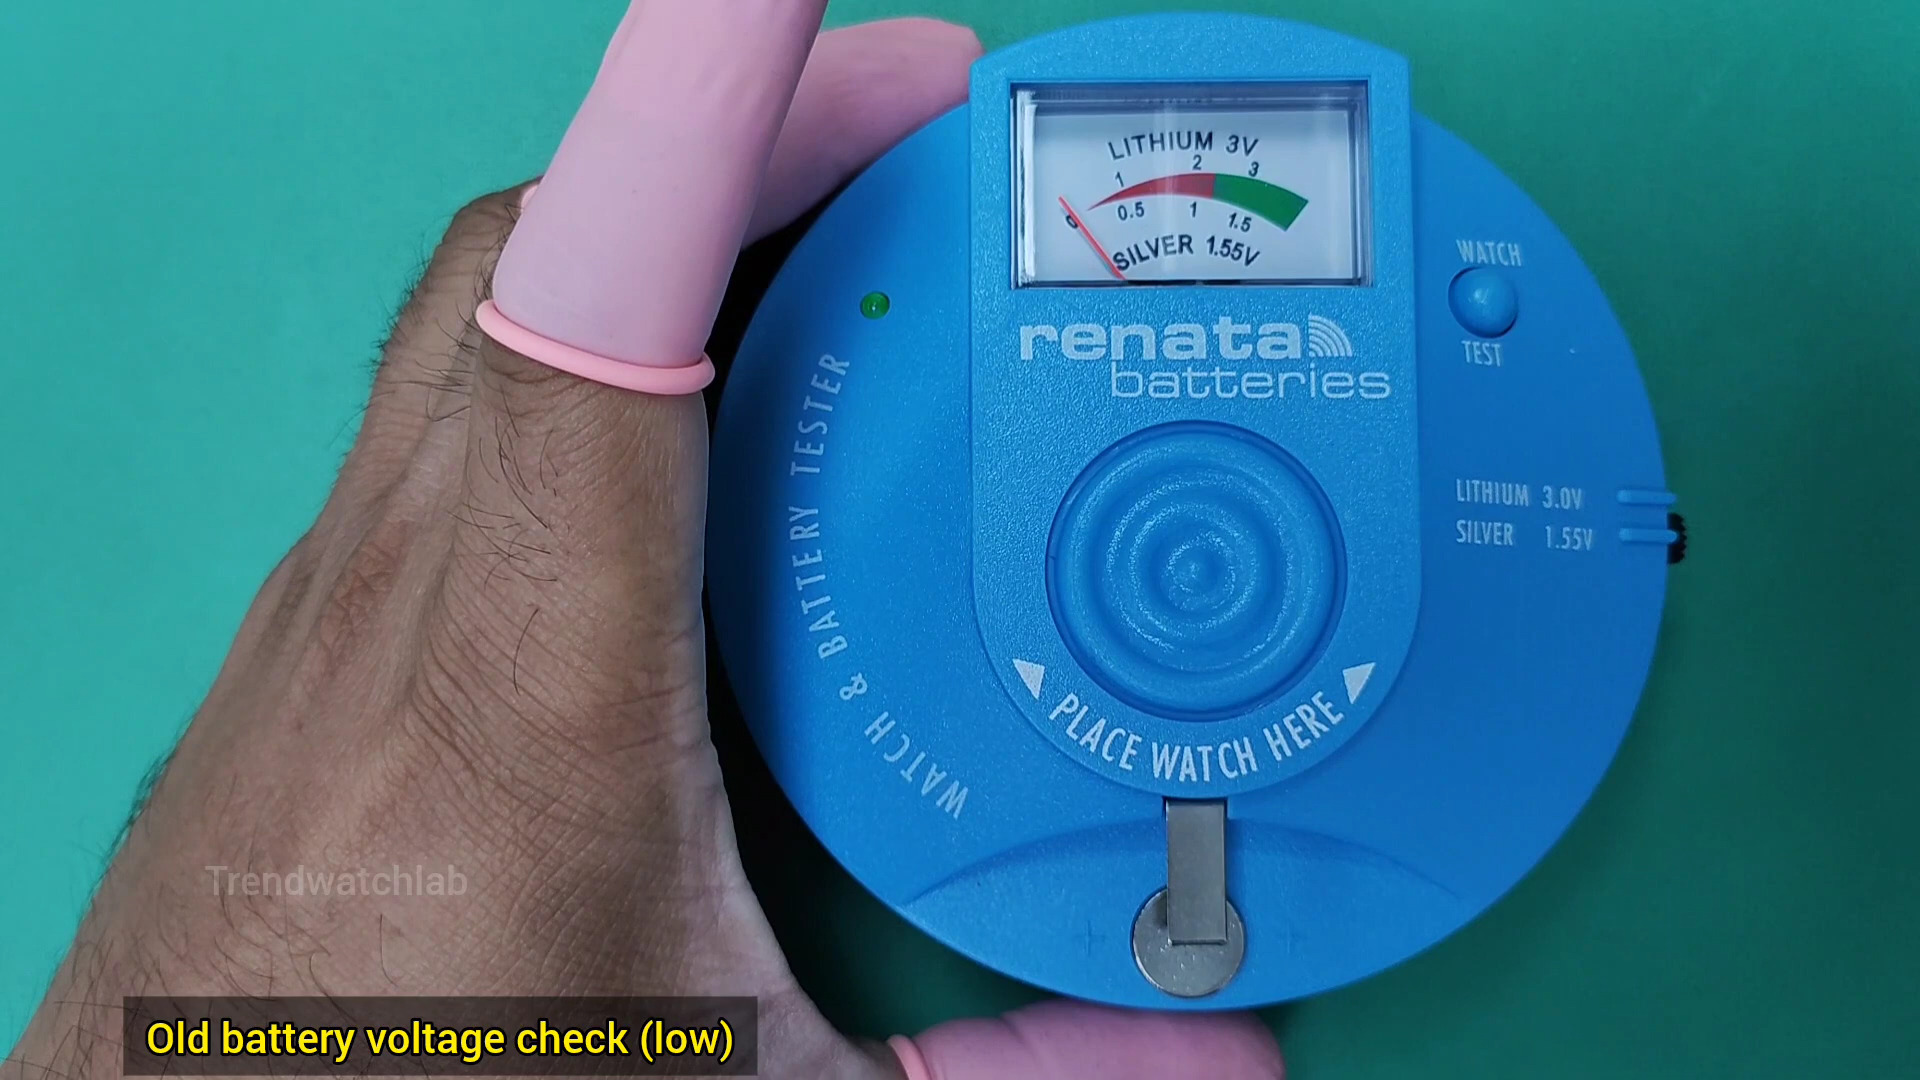 LITHIUM 3V
1 2 3
0 0.5 1 1.5
SILVER 1.55V
renata
batteries
WATCH
TEST
LITHIUM 3.0V
SILVER 1.55V
WATCH & BATTERY TESTER
PLACE WATCH HERE
+ +
Trendwatchlab
Old battery voltage check (low)